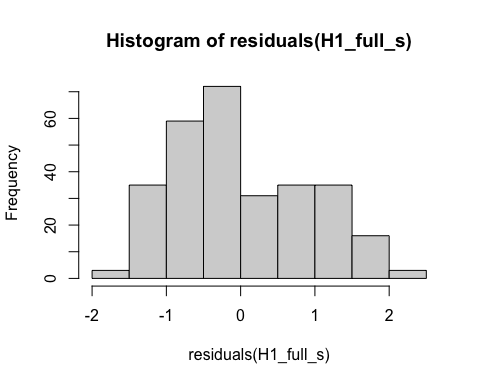 Histogram of residuals(H1_full_s)
Frequency
60
40
20
0
-2 -1 0 1 2
residuals(H1_full_s)